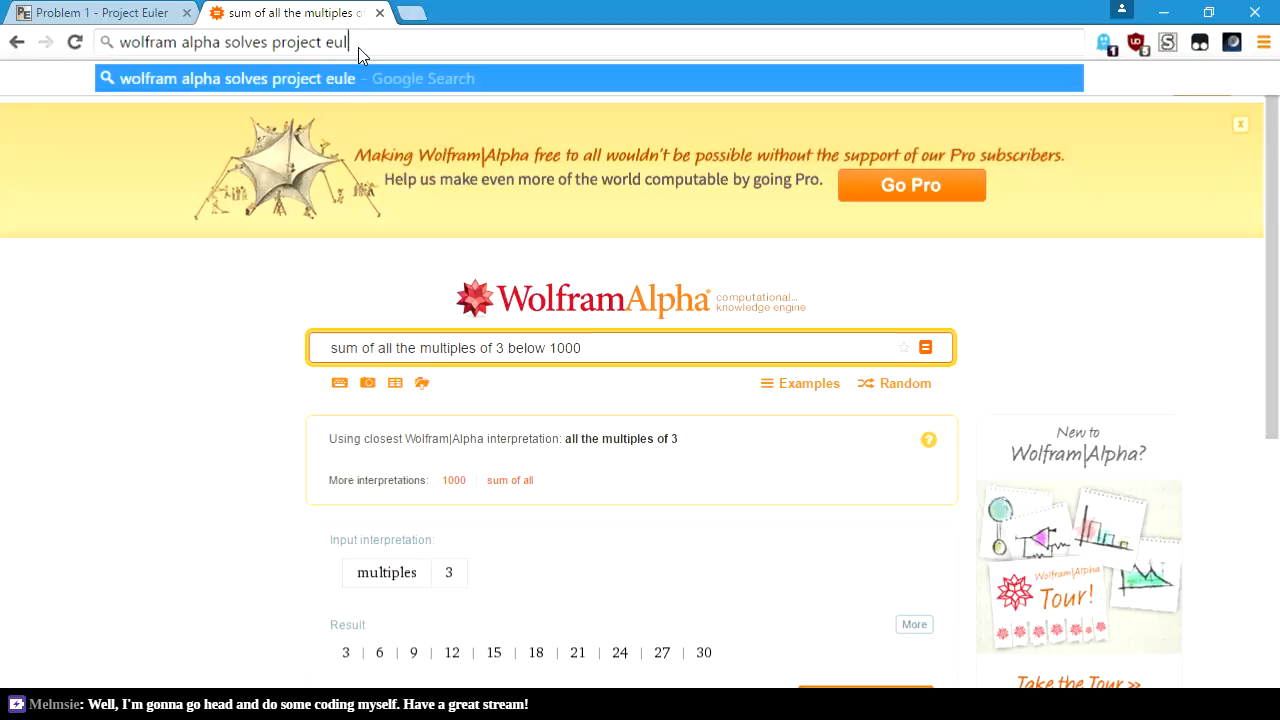 Problem 1 - Project Euler
sum of all the multiples o
wolfram alpha solves project eul
wolfram alpha solves project eule - Google Search
1
5
Making Wolfram|Alpha free to all wouldn't be possible without the support of our Pro subscribers.
Help us make even more of the world computable by going Pro.
Go Pro
x
WolframAlpha computational...
knowledge engine
sum of all the multiples of 3 below 1000
Examples
Random
Using closest Wolfram|Alpha interpretation: all the multiples of 3
More interpretations: 1000 | sum of all
New to
Wolfram|Alpha?
Input interpretation:
multiples 3
Wolfram|Alpha
Tour!
Result:
More
3 | 6 | 9 | 12 | 15 | 18 | 21 | 24 | 27 | 30
Take the Tour »
Melmsie: Well, I'm gonna go head and do some coding myself. Have a great stream!